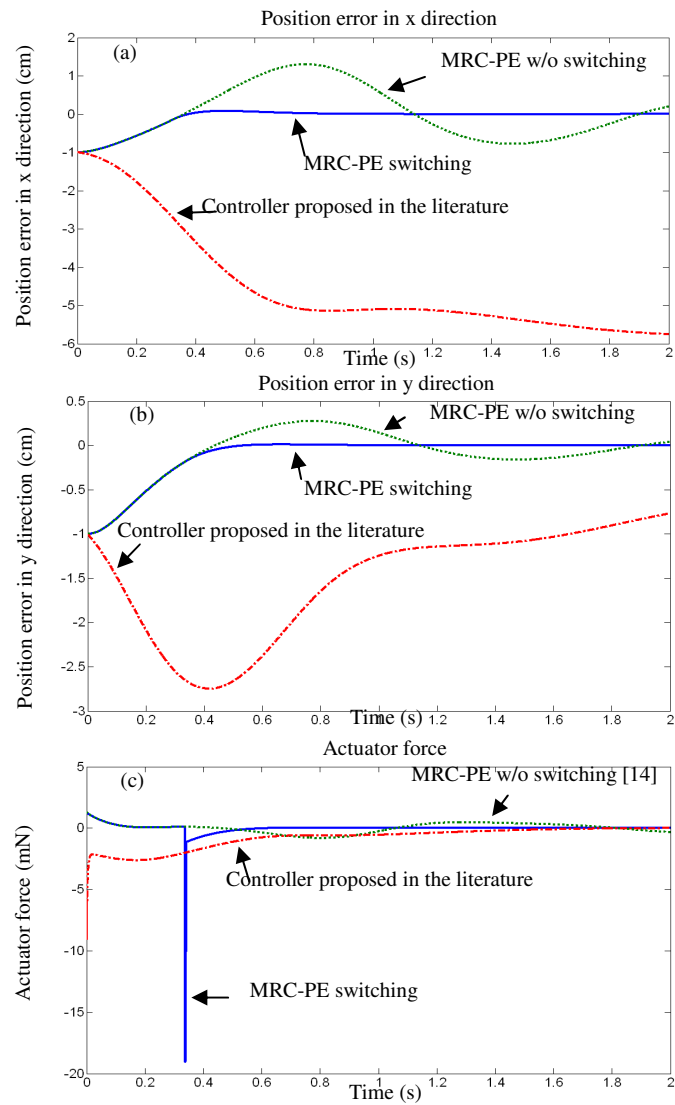 Position error in x direction
(a)
MRC-PE w/o switching
MRC-PE switching
Controller proposed in the literature
Position error in x direction (cm)
2
1
0
-1
-2
-3
-4
-5
-6
0 0.2 0.4 0.6 0.8 1 1.2 1.4 1.6 1.8 2
Time (s)
Position error in y direction
(b)
MRC-PE w/o switching
MRC-PE switching
Controller proposed in the literature
Position error in y direction (cm)
0.5
0
-0.5
-1
-1.5
-2
-2.5
-3
0 0.2 0.4 0.6 0.8 1 1.2 1.4 1.6 1.8 2
Time (s)
Actuator force
(c)
MRC-PE w/o switching [14]
Controller proposed in the literature
MRC-PE switching
Actuator force (mN)
5
0
-5
-10
-15
-20
0 0.2 0.4 0.6 0.8 1 1.2 1.4 1.6 1.8 2
Time (s)